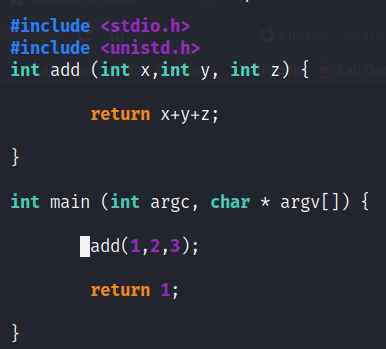 #include <stdio.h>
#include <unistd.h>
int add (int x,int y, int z) {
return x+y+z;
}
int main (int argc, char * argv[]) {
add(1,2,3);
return 1;
}